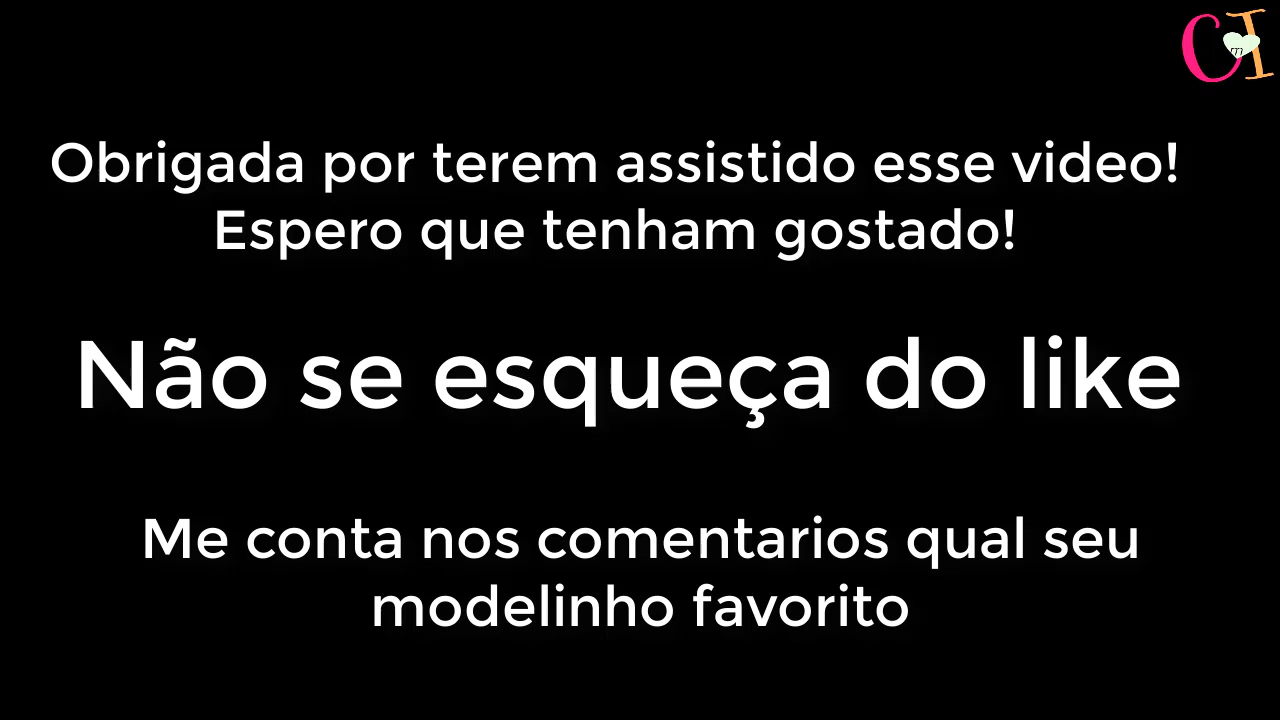 CI
m
Obrigada por terem assistido esse video!
Espero que tenham gostado!
Não se esqueça do like
Me conta nos comentarios qual seu
modelinho favorito